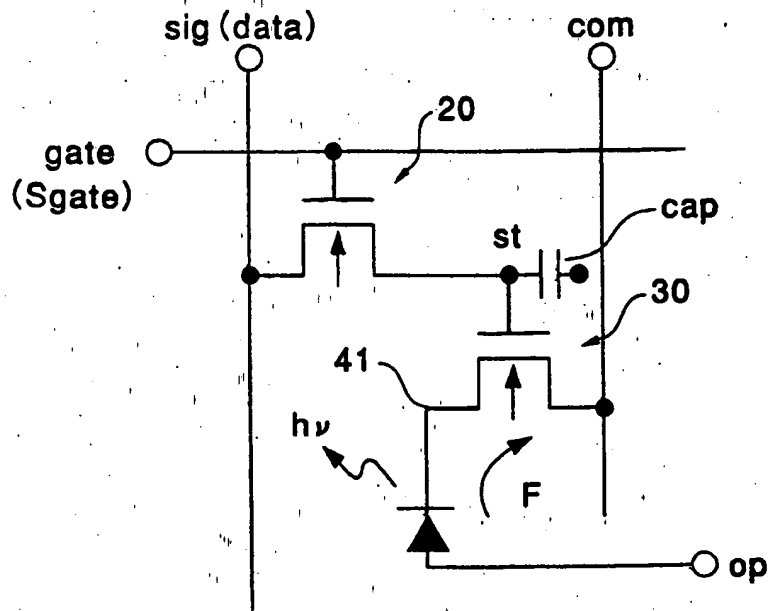 sig (data)
com
20
gate
(Sgate)
cap
st
30
41
hν
F
op